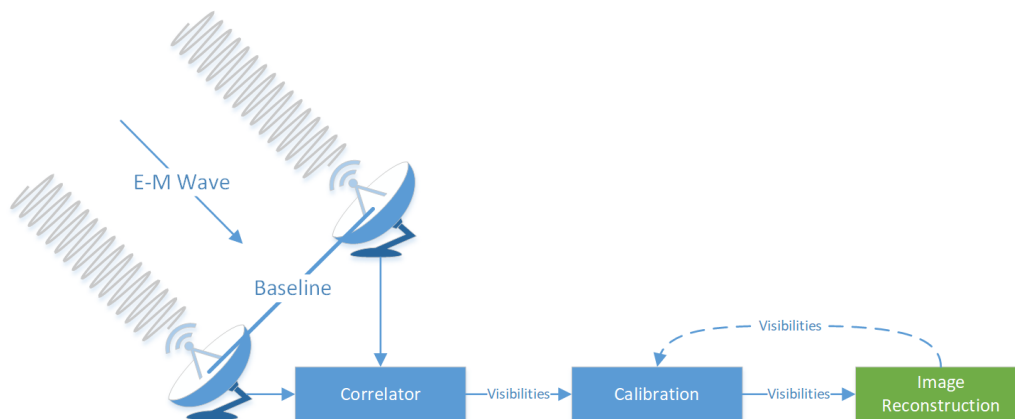 E-M Wave
Baseline
Visibilities
Correlator
Visibilities
Calibration
Visibilities
Image
Reconstruction